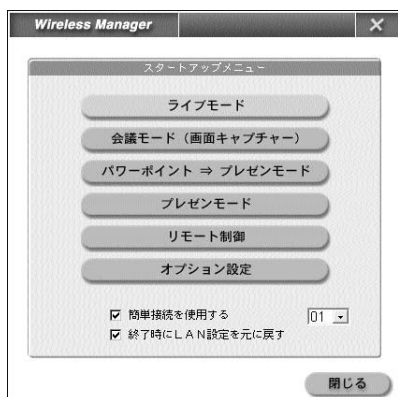 Wireless Manager
スタートアップメニュー
ライブモード
会議モード（画面キャプチャー）
パワーポイント ⇒ プレゼンモード
プレゼンモード
リモート制御
オプション設定
簡単接続を使用する 01
終了時にＬＡＮ設定を元に戻す
閉じる